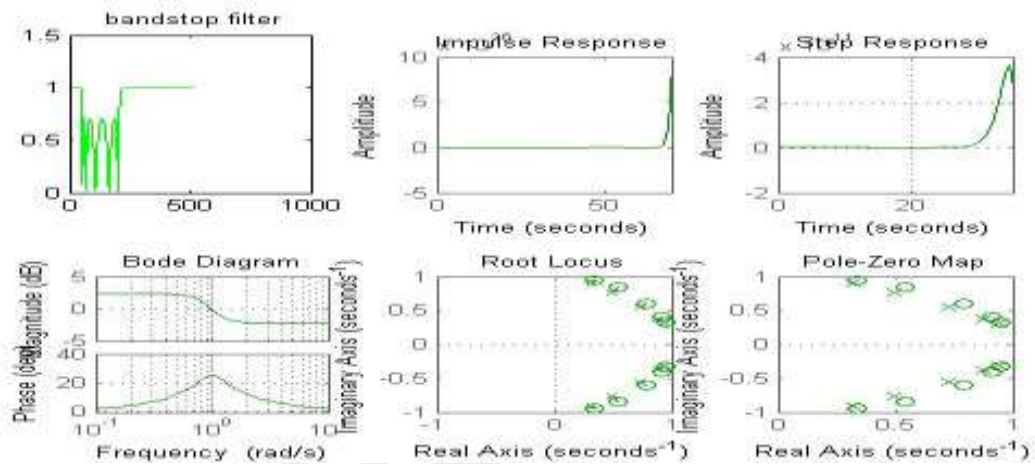 bandstop filter
1.5
1
0.5
0
0
500
1000
Impulse Response
Amplitude
10
5
0
-5
0
50
Time (seconds)
Step Response
Amplitude
4
2
0
-2
0
20
Time (seconds)
Bode Diagram
Magnitude (dB)
5
0
-5
Phase (deg)
40
20
0
10⁻¹
10⁰
Frequency (rad/s)
Root Locus
Imaginary Axis (seconds⁻¹)
1
0.5
0
-0.5
-1
0
1
Real Axis (seconds⁻¹)
Pole-Zero Map
Imaginary Axis (seconds⁻¹)
1
0.5
0
-0.5
-1
0
0.5
1
Real Axis (seconds⁻¹)